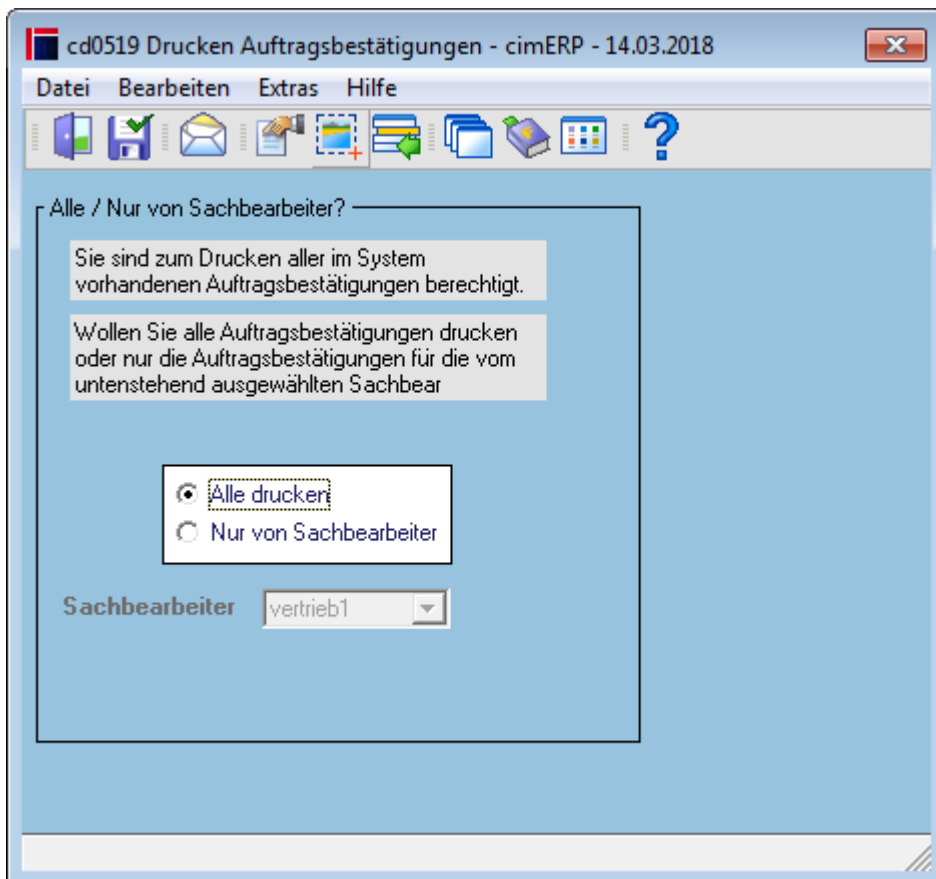 cd0519 Drucken Auftragsbestätigungen - cimERP - 14.03.2018
Datei Bearbeiten Extras Hilfe
Alle / Nur von Sachbearbeiter?
Sie sind zum Drucken aller im System
vorhandenen Auftragsbestätigungen berechtigt.
Wollen Sie alle Auftragsbestätigungen drucken
oder nur die Auftragsbestätigungen für die vom
untenstehend ausgewählten Sachbear
Alle drucken
Nur von Sachbearbeiter
Sachbearbeiter vertrieb1